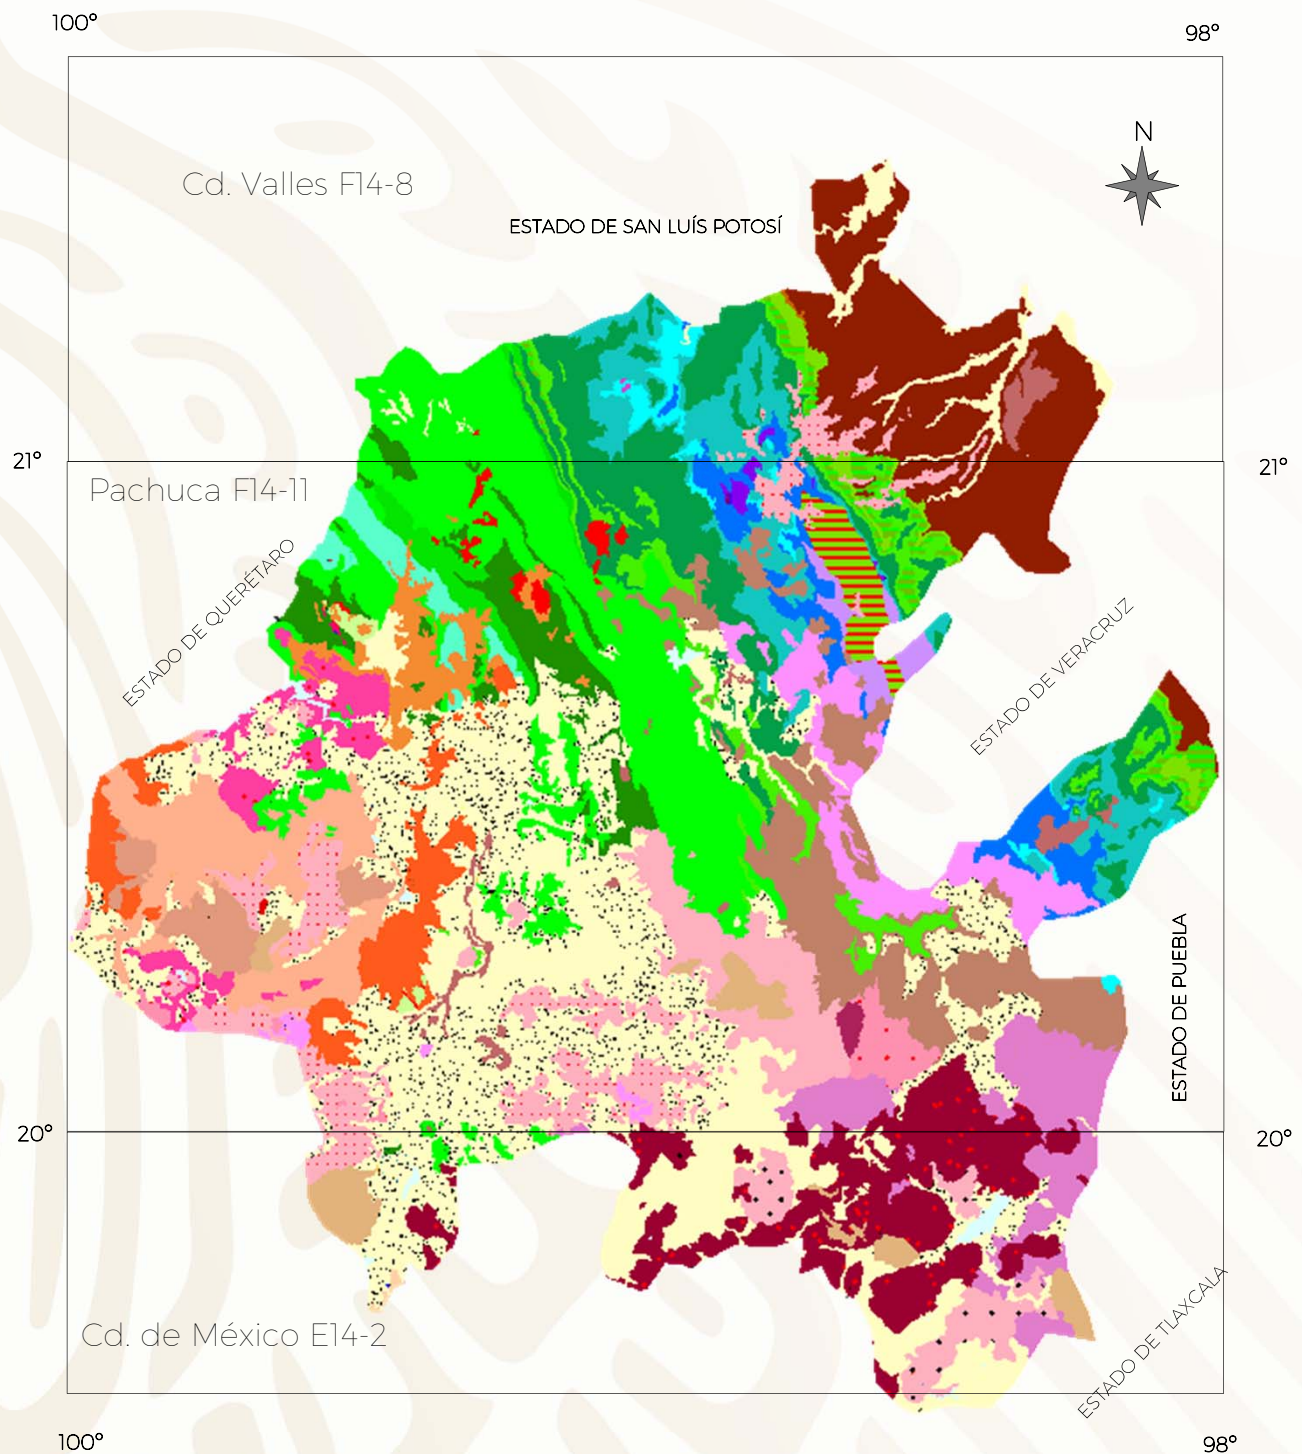 100°
98°
N
Cd. Valles F14-8
ESTADO DE SAN LUÍS POTOSÍ
21°
21°
Pachuca F14-11
ESTADO DE QUERÉTARO
ESTADO DE VERACRUZ
ESTADO DE PUEBLA
20°
20°
ESTADO DE TLAXCALA
Cd. de México E14-2
100°
98°